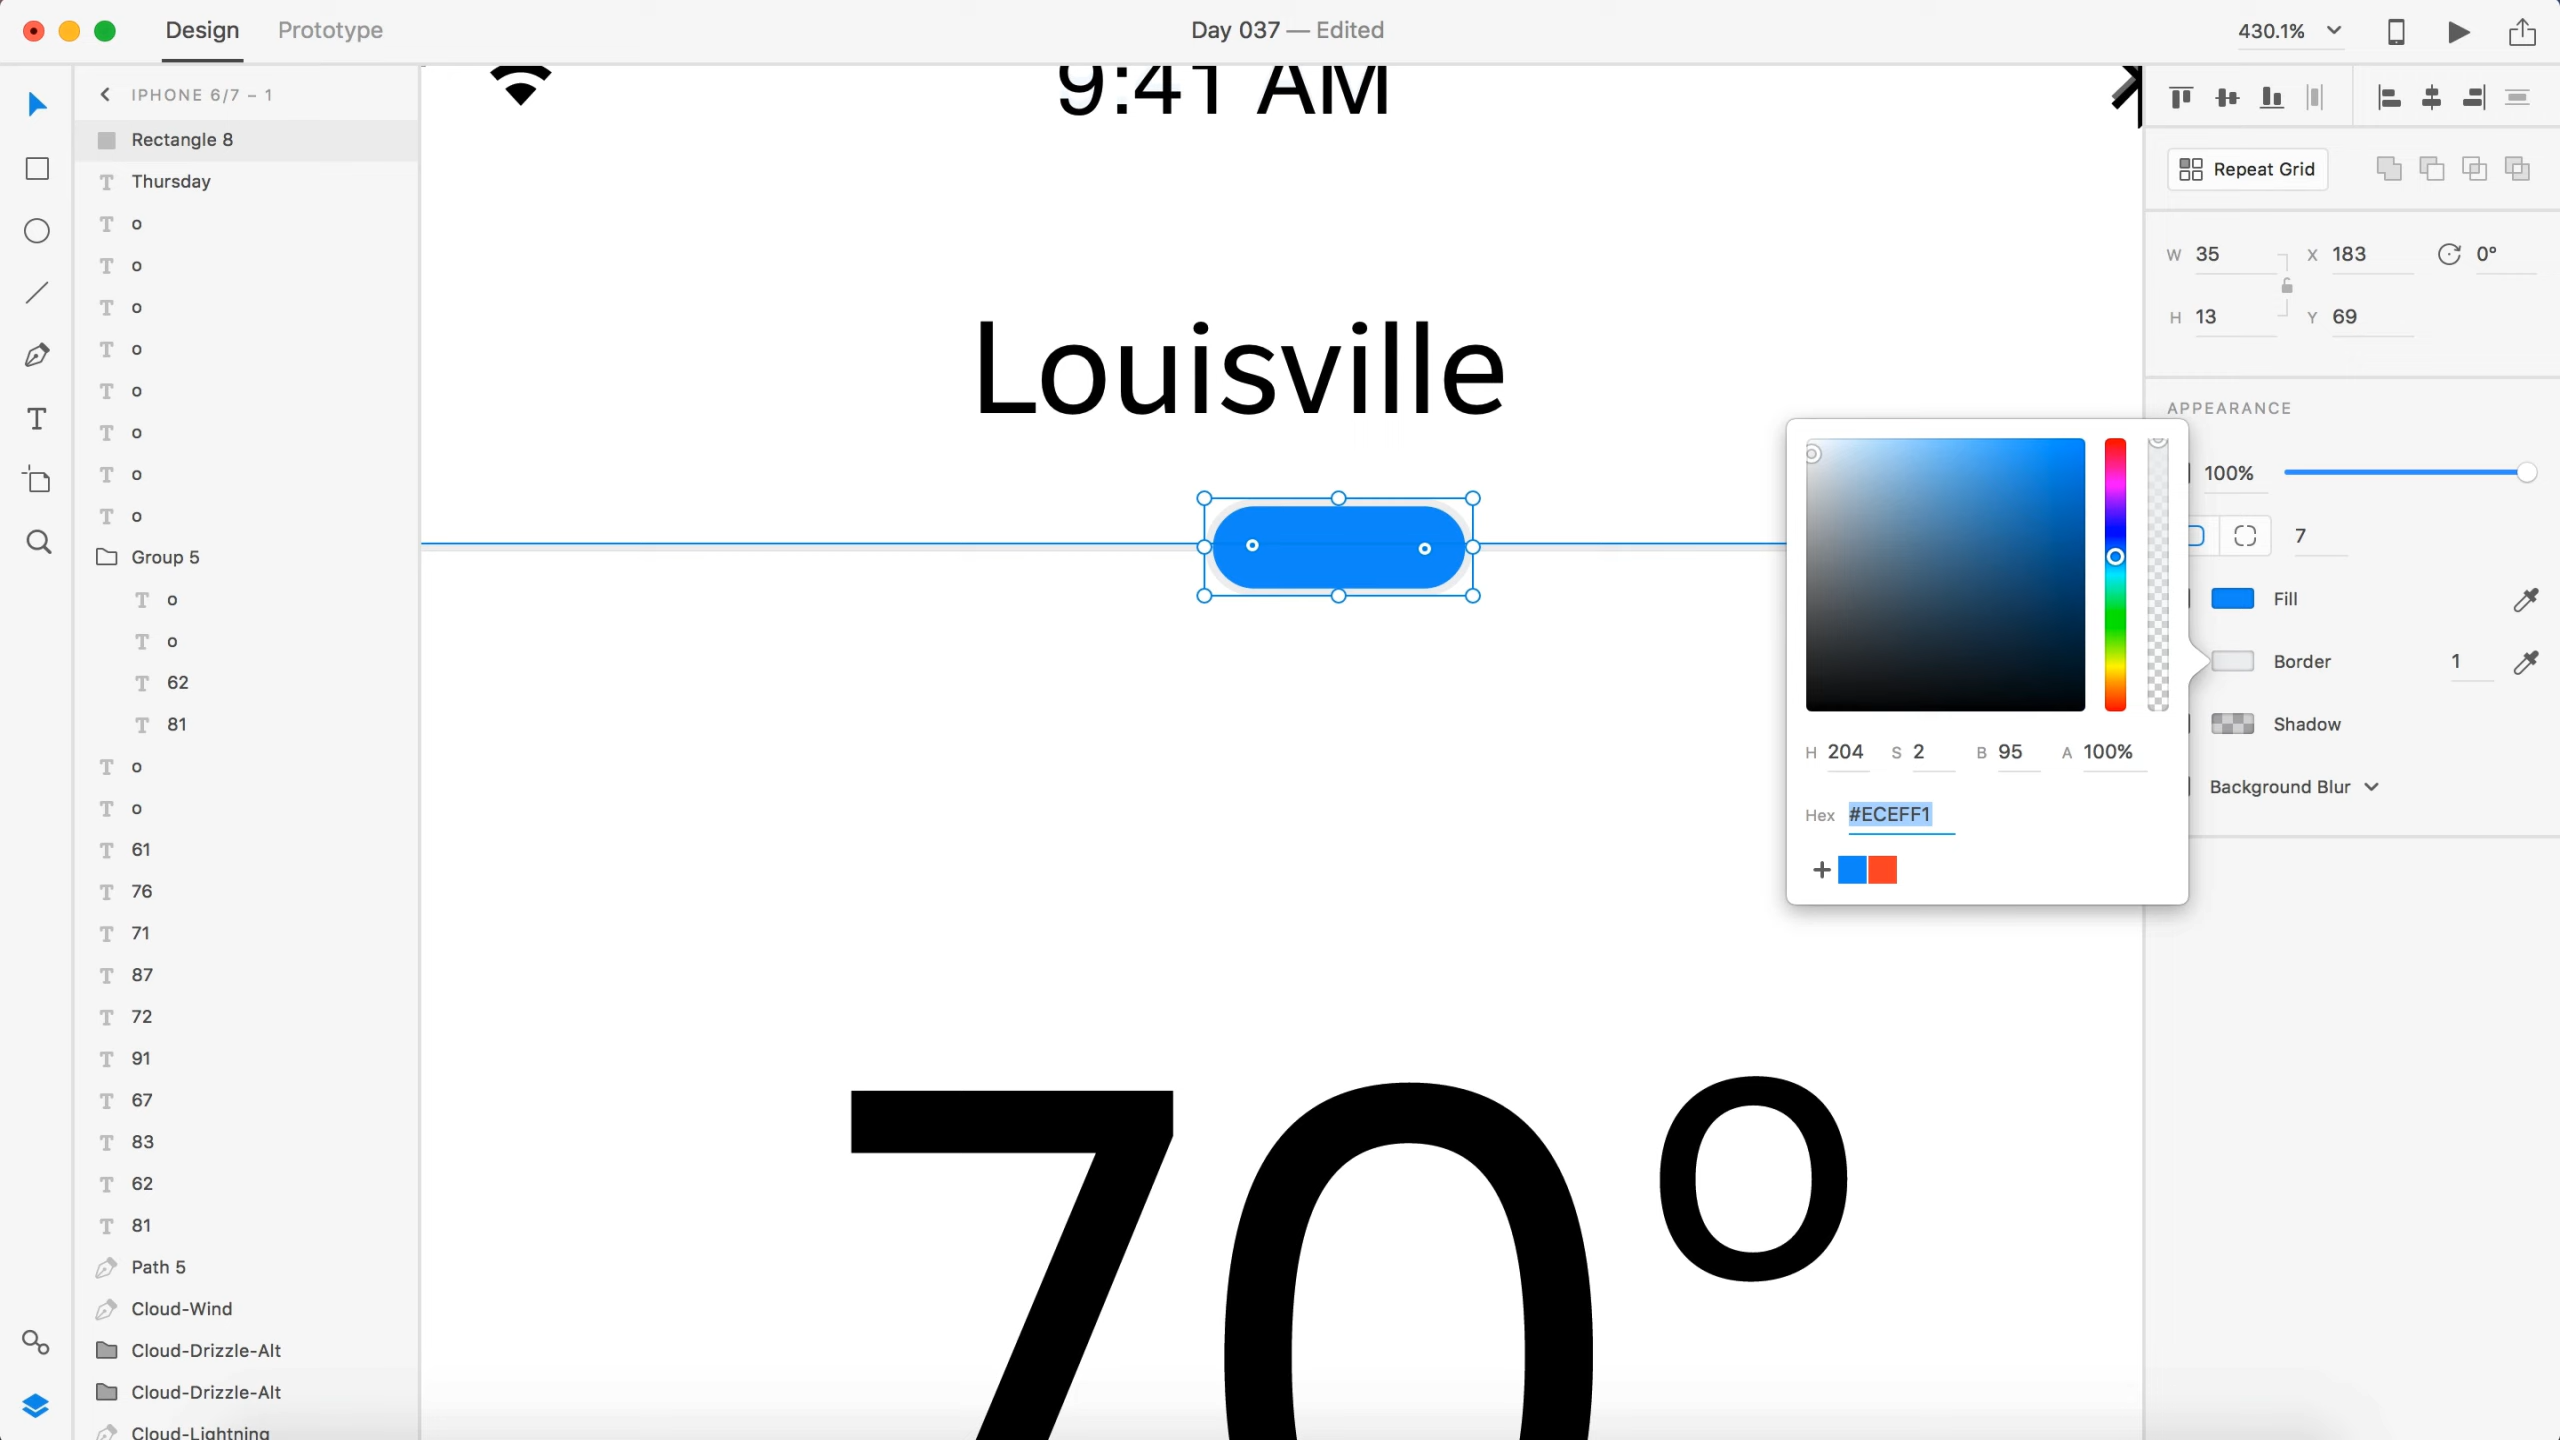 Design Prototype Day 037 — Edited 430.1%
IPHONE 6/7 – 1
Rectangle 8
Thursday
o
o
o
o
o
o
o
o
Group 5
o
o
62
81
o
o
61
76
71
87
72
91
67
83
62
81
Path 5
Cloud-Wind
Cloud-Drizzle-Alt
Cloud-Drizzle-Alt
Cloud-Lightning
9:41 AM
Louisville
70°
Repeat Grid
W 35 X 183 0°
H 13 Y 69
APPEARANCE
100%
7
Fill
Border 1
Shadow
Background Blur
H 204 S 2 B 95 A 100%
Hex #ECEFF1